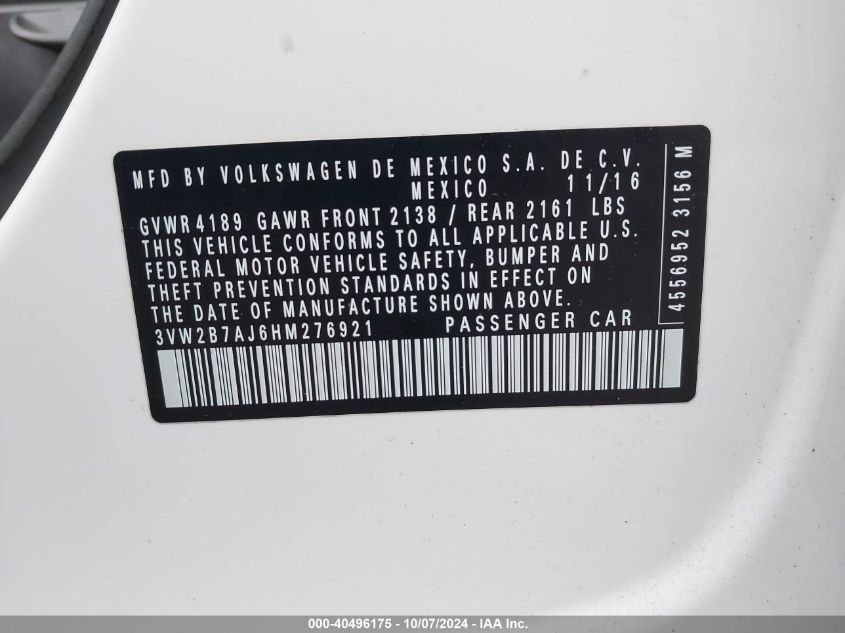 MFD BY VOLKSWAGEN DE MEXICO S.A. DE C.V.
MEXICO 11/16
GVWR 4189 GAWR FRONT 2138 / REAR 2161 LBS
THIS VEHICLE CONFORMS TO ALL APPLICABLE U.S.
FEDERAL MOTOR VEHICLE SAFETY, BUMPER AND
THEFT PREVENTION STANDARDS IN EFFECT ON
THE DATE OF MANUFACTURE SHOWN ABOVE.
3VW2B7AJ6HM276921 PASSENGER CAR
4556952 3156 M
000-40496175 - 10/07/2024 - IAA Inc.